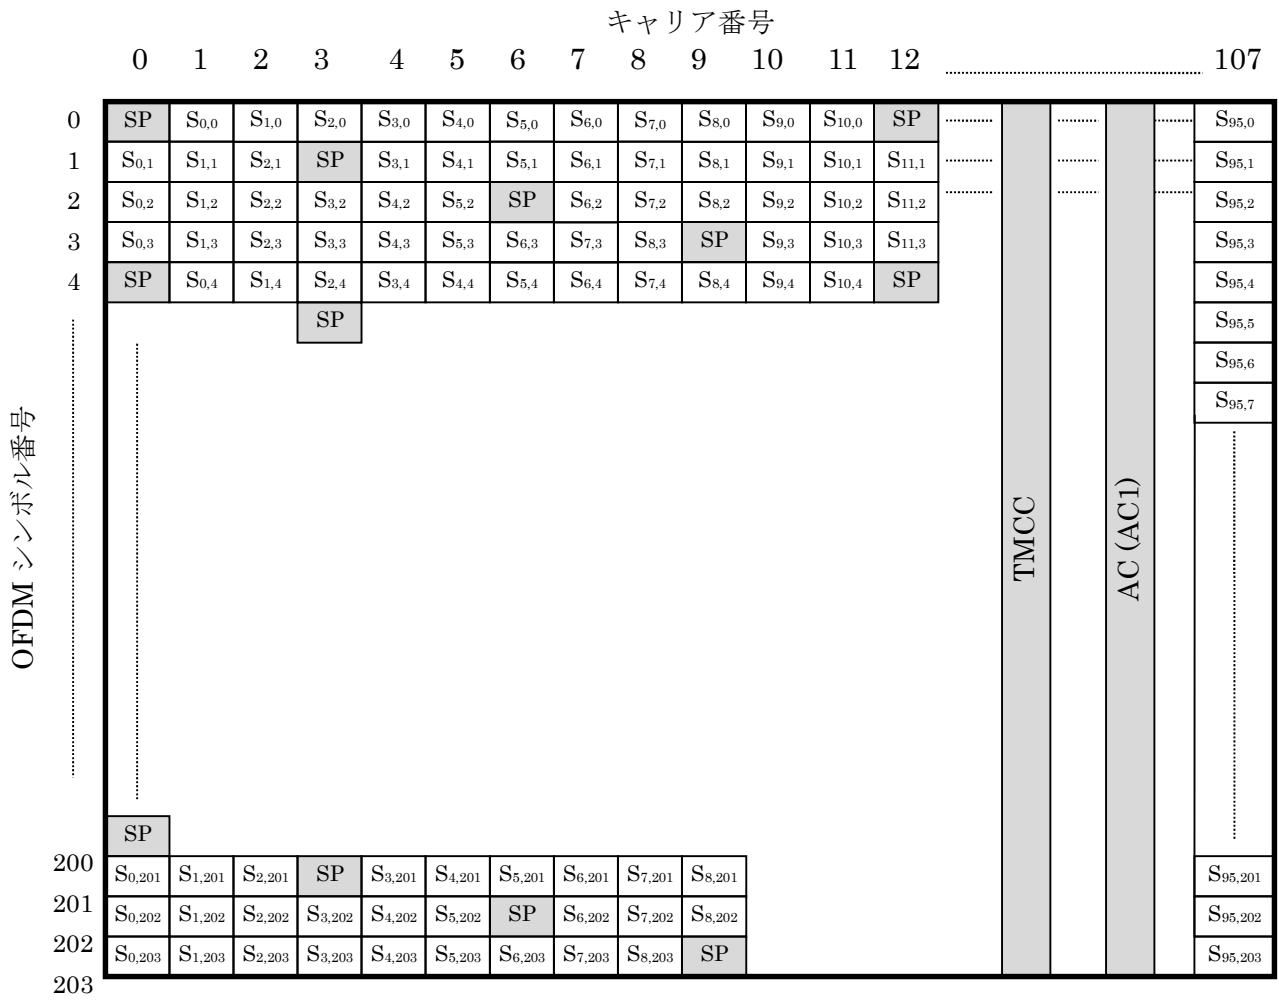 キャリア番号
0 1 2 3 4 5 6 7 8 9 10 11 12 107
0 SP S0,0 S1,0 S2,0 S3,0 S4,0 S5,0 S6,0 S7,0 S8,0 S9,0 S10,0 SP S95,0
1 S0,1 S1,1 S2,1 SP S3,1 S4,1 S5,1 S6,1 S7,1 S8,1 S9,1 S10,1 S11,1 S95,1
2 S0,2 S1,2 S2,2 S3,2 S4,2 S5,2 SP S6,2 S7,2 S8,2 S9,2 S10,2 S11,2 S95,2
3 S0,3 S1,3 S2,3 S3,3 S4,3 S5,3 S6,3 S7,3 S8,3 SP S9,3 S10,3 S11,3 S95,3
4 SP S0,4 S1,4 S2,4 S3,4 S4,4 S5,4 S6,4 S7,4 S8,4 S9,4 S10,4 SP S95,4
SP S95,5
S95,6
S95,7
OFDM シンボル番号
TMCC
AC (AC1)
SP
200 S0,201 S1,201 S2,201 SP S3,201 S4,201 S5,201 S6,201 S7,201 S8,201 S95,201
201 S0,202 S1,202 S2,202 S3,202 S4,202 S5,202 SP S6,202 S7,202 S8,202 S95,202
202 S0,203 S1,203 S2,203 S3,203 S4,203 S5,203 S6,203 S7,203 S8,203 SP S95,203
203